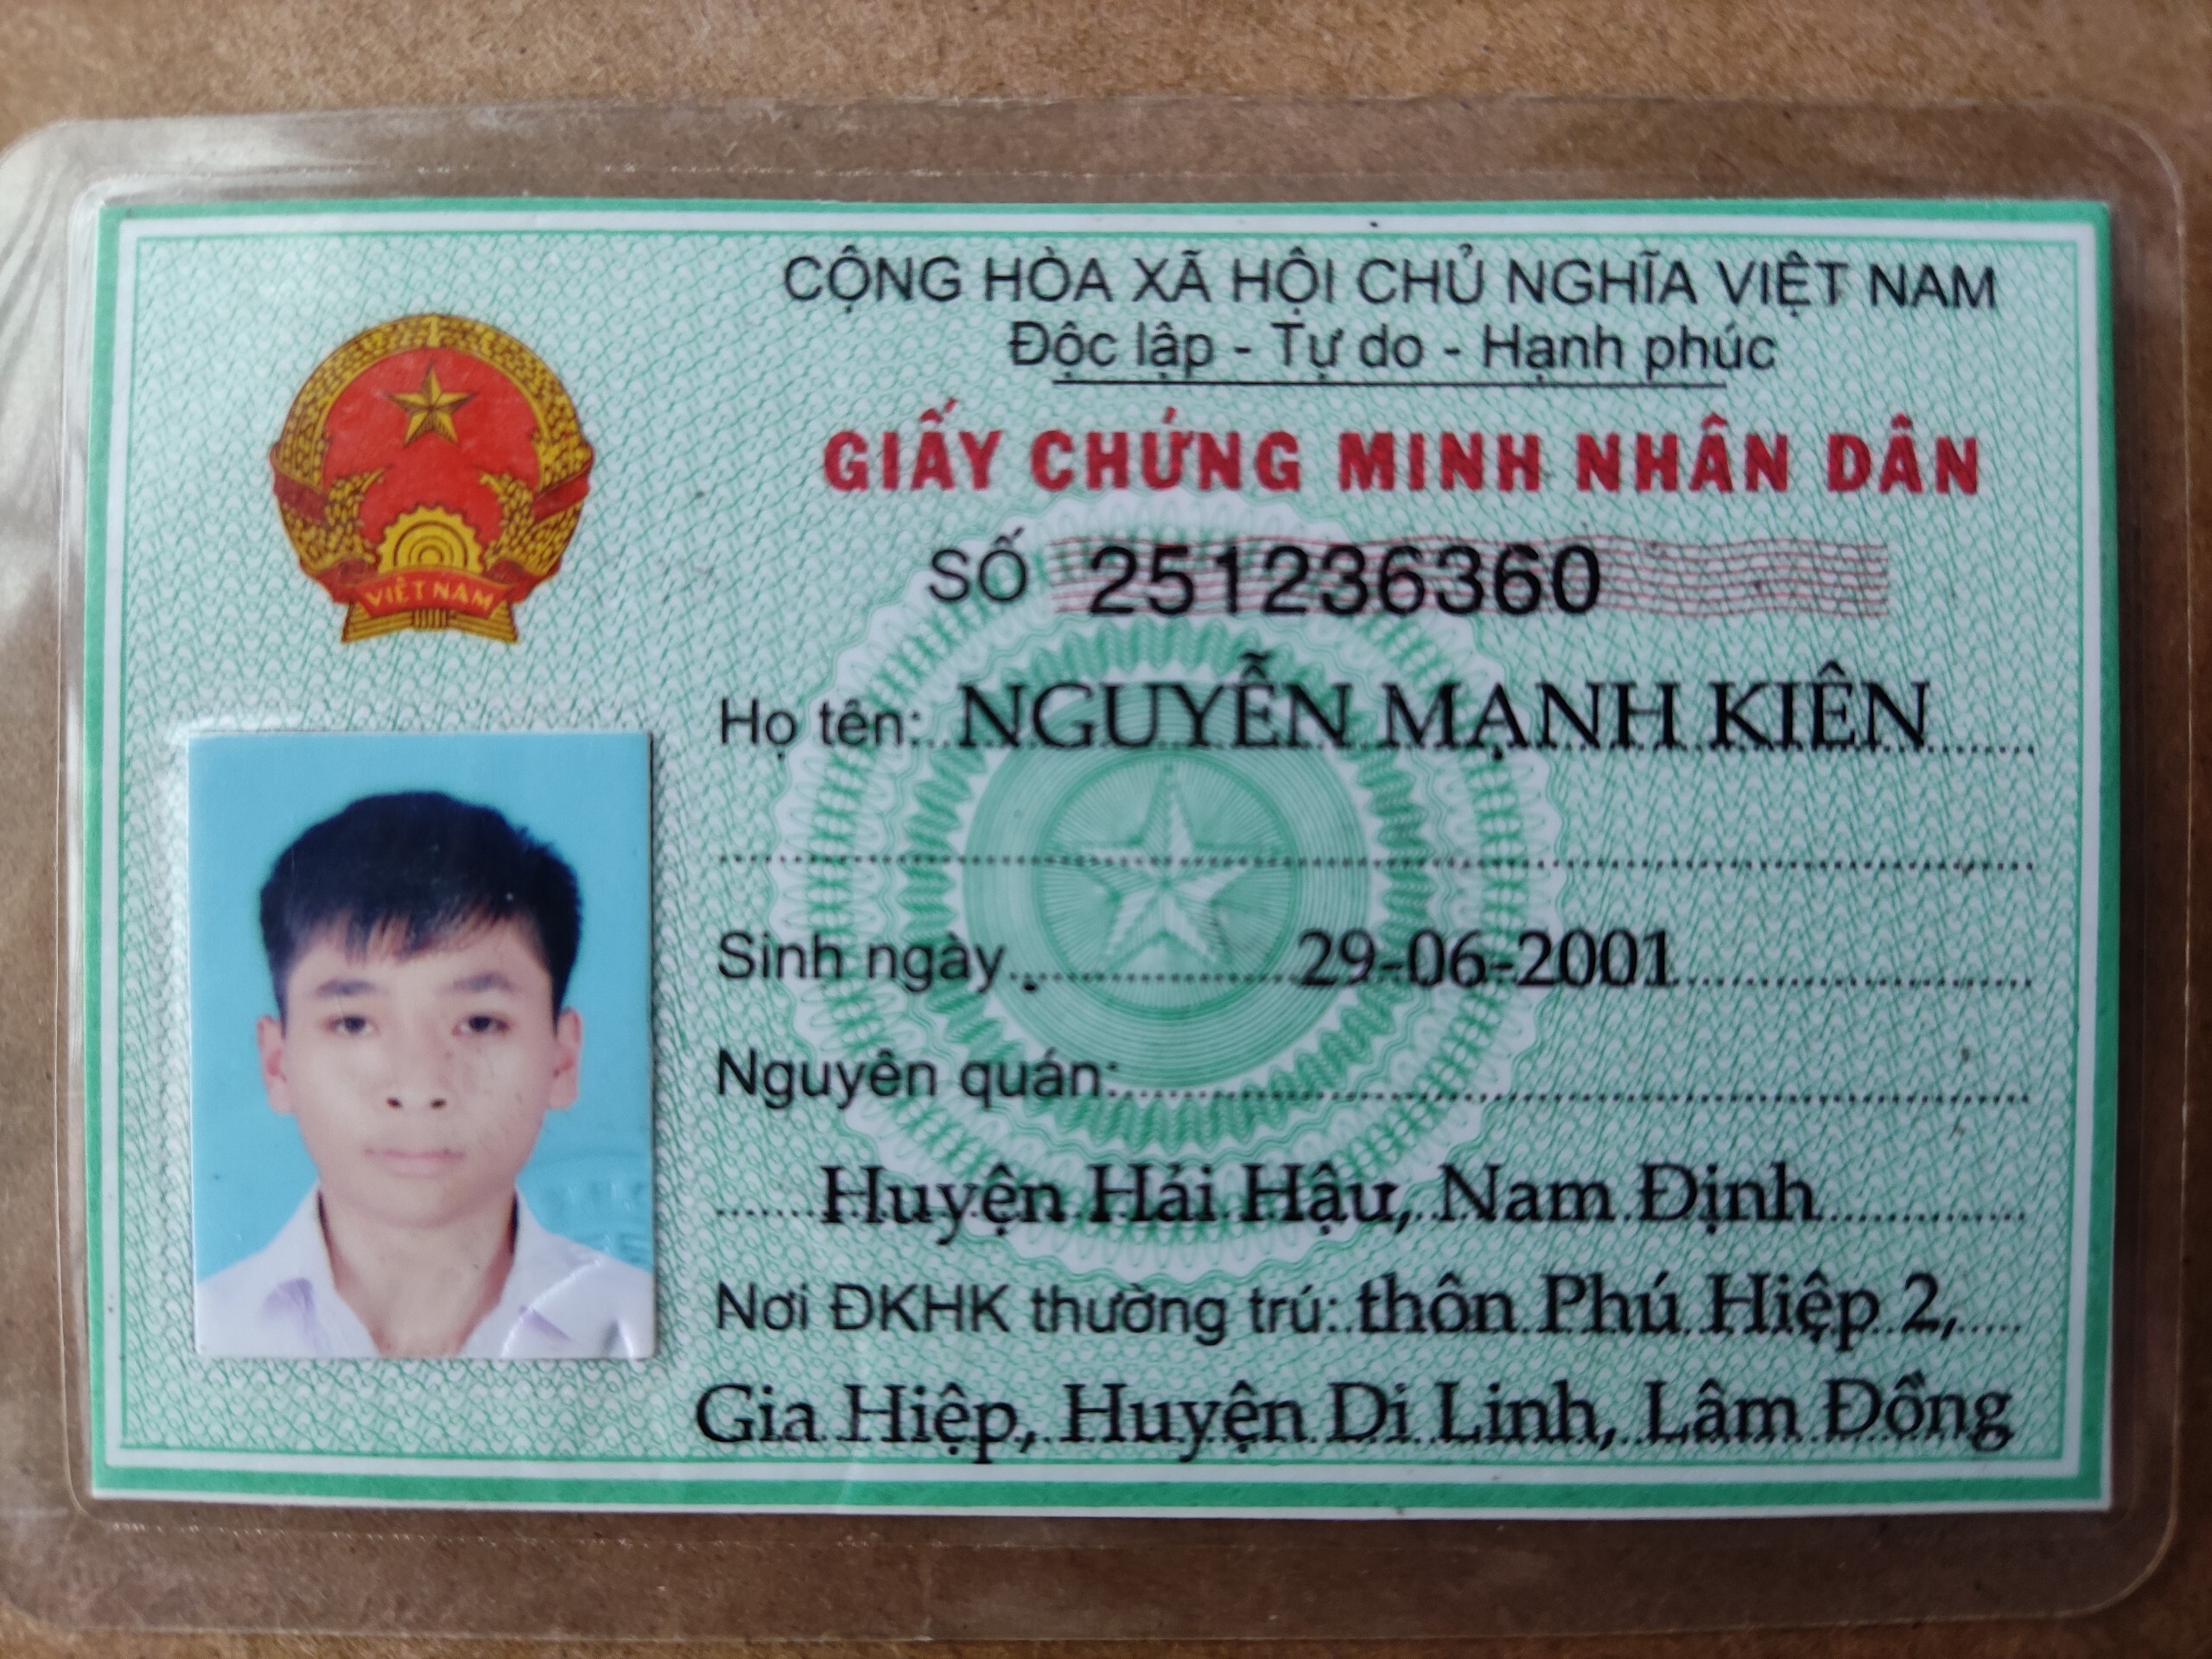 CỘNG HÒA XÃ HỘI CHỦ NGHĨA VIỆT NAM
Độc lập - Tự do - Hạnh phúc
GIẤY CHỨNG MINH NHÂN DÂN
SỐ 251236360
VIỆT NAM
Họ tên: NGUYỄN MẠNH KIÊN
Sinh ngày 29-06-2001
Nguyên quán:
Huyện Hải Hậu, Nam Định
Nơi ĐKHK thường trú: thôn Phú Hiệp 2,
Gia Hiệp, Huyện Di Linh, Lâm Đồng